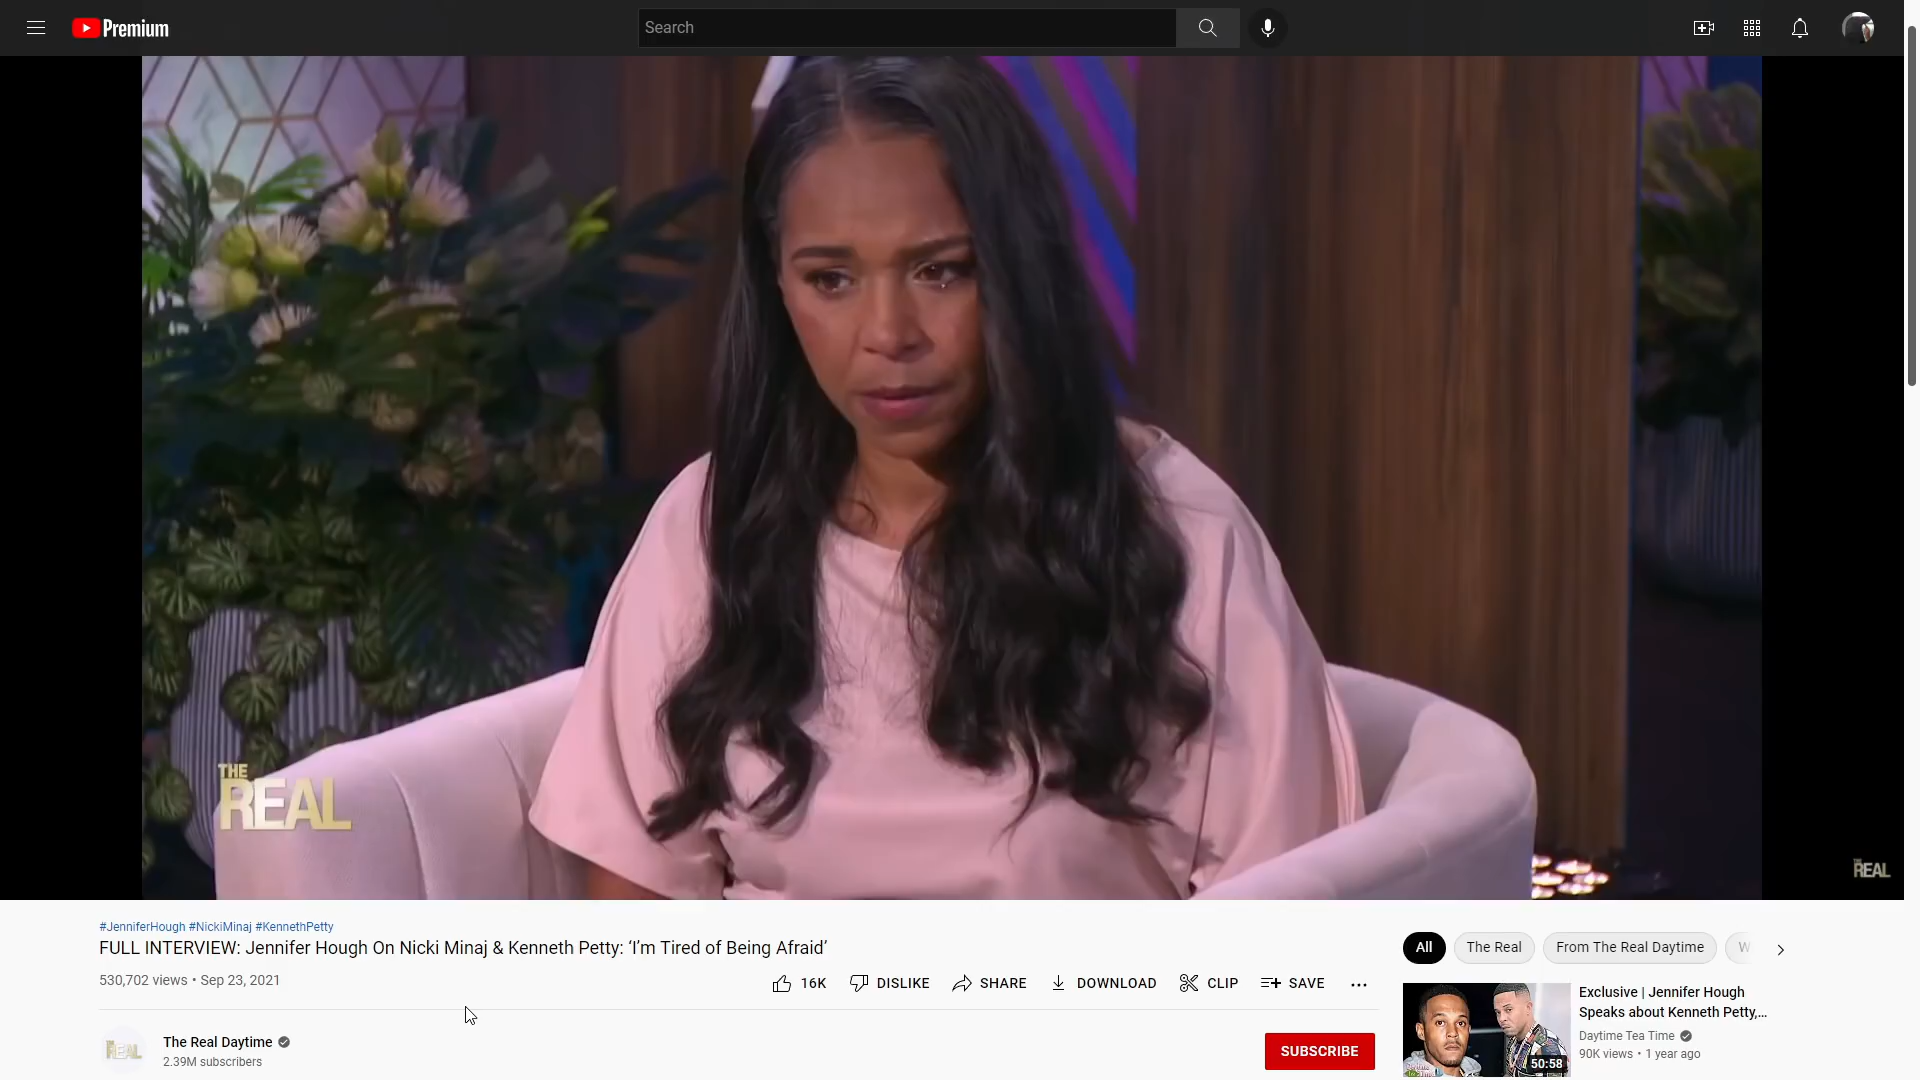 Premium
Search
THE
REAL
THE
REAL
#JenniferHough #NickiMinaj #KennethPetty
FULL INTERVIEW: Jennifer Hough On Nicki Minaj & Kenneth Petty: ‘I’m Tired of Being Afraid’
530,702 views • Sep 23, 2021
16K
DISLIKE
SHARE
DOWNLOAD
CLIP
SAVE
REAL
The Real Daytime
2.39M subscribers
SUBSCRIBE
All
The Real
From The Real Daytime
W
Exclusive | Jennifer Hough
Speaks about Kenneth Petty,...
Daytime Tea Time
90K views • 1 year ago
50:58